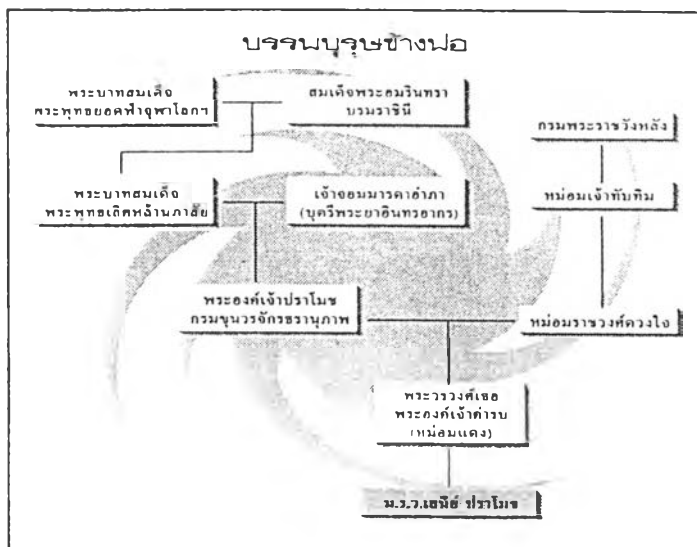 บรรพบุรุษข้างพ่อ
พระบาทสมเด็จ
พระพุทธยอดฟ้าจุฬาโลกฯ
สมเด็จพระอมรินทรา
บรมราชินี
กรมพระราชวังหลัง
พระบาทสมเด็จ
พระพุทธเลิศหล้านภาลัย
เจ้าจอมมารดาอำภา
(บุตรีพระยาอินทรอากร)
หม่อมเจ้าทับทิม
พระองค์เจ้าปราโมช
กรมขุนวรจักรธรานุภาพ
หม่อมราชวงศ์ดวงใจ
พระวรวงศ์เธอ
พระองค์เจ้าคำรบ
(หม่อมแดง)
ม.ร.ว.เสนีย์ ปราโมช